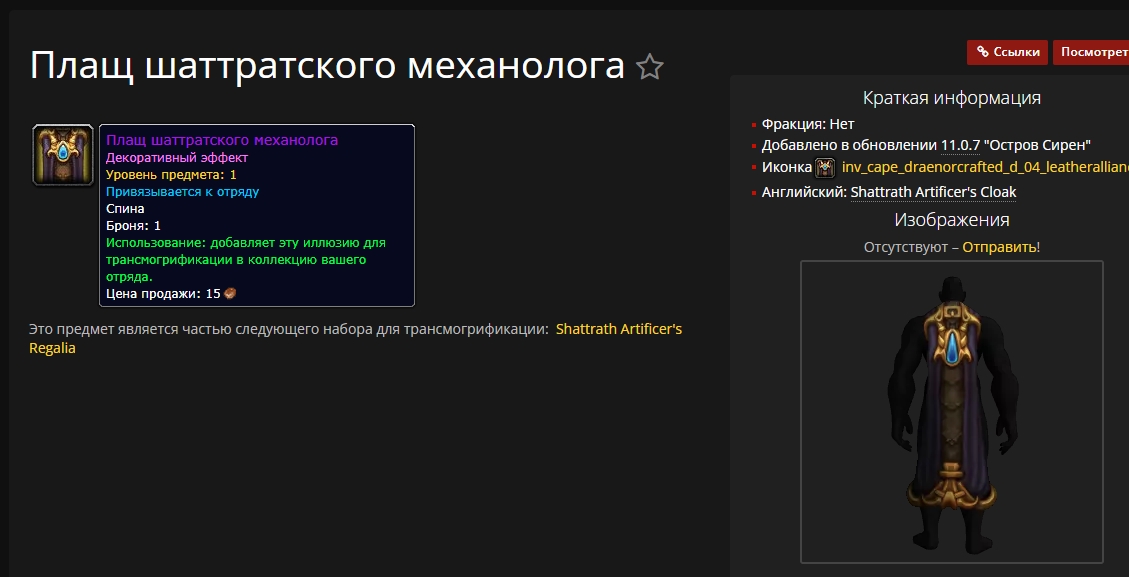 Плащ шаттратского механолога
Плащ шаттратского механолога
Декоративный эффект
Уровень предмета: 1
Привязывается к отряду
Спина
Броня: 1
Использование: добавляет эту иллюзию для
трансмогрификации в коллекцию вашего
отряда.
Цена продажи: 15
Это предмет является частью следующего набора для трансмогрификации: Shattrath Artificer's
Regalia
Ссылки
Посмотрет
Краткая информация
Фракция: Нет
Добавлено в обновлении 11.0.7 "Остров Сирен"
Иконка inv_cape_draenorcrafted_d_04_leatherallian
Английский: Shattrath Artificer's Cloak
Изображения
Отсутствуют – Отправить!